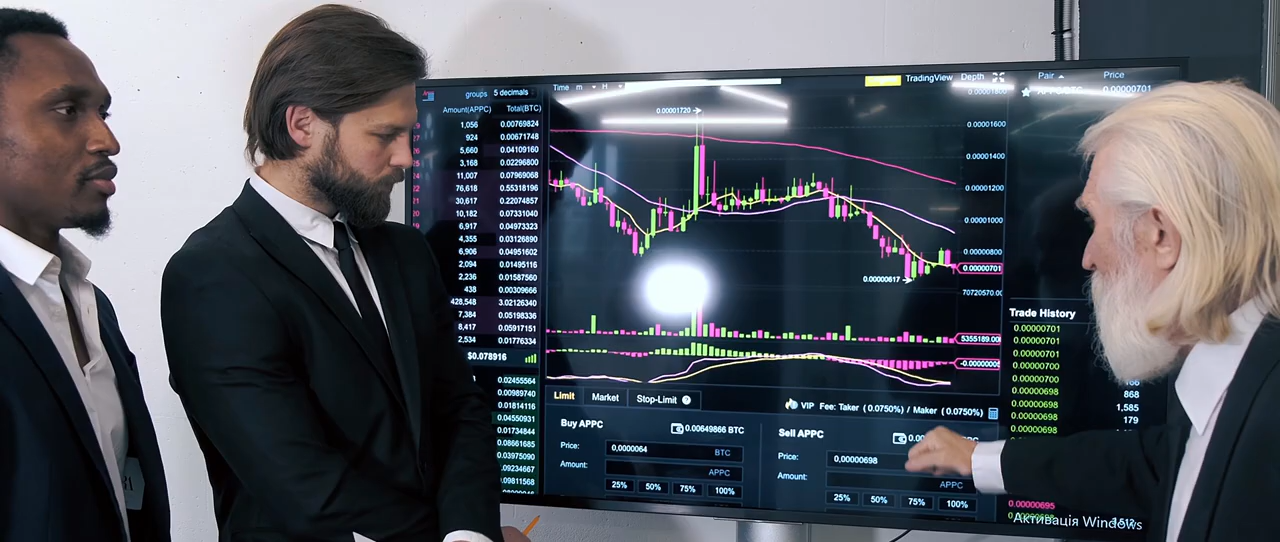 groups 5 decimals
Amount(APPC) Total(BTC)
1,056 0.00769824
924 0.00671748
5,660 0.04109160
3,168 0.02296800
11,007 0.07969068
76,618 0.55318196
30,617 0.22074857
10,182 0.07331040
6,917 0.04973323
4,355 0.03126890
6,906 0.04951602
2,094 0.01495116
2,236 0.01587560
438 0.00309666
428,548 3.02126340
7,384 0.05198336
8,417 0.05917151
2,534 0.01776334
$0.078916
0.02455564
0.00989740
0.01814116
0.04550931
0.01734844
0.08661685
0.03975090
0.09234667
0.09811568
Time m H
TradingView Depth
0.00001800
0.00001720
0.00001600
0.00001400
0.00001200
0.00001000
0.00000800
0.00000701
0.00000617
70720570.00
5355189.00
Limit Market Stop-Limit ?
VIP Fee: Taker (0.0750%) / Maker (0.0750%)
Buy APPC 0.00649866 BTC
Price: 0,0000064 BTC
Amount: APPC
25% 50% 75% 100%
Sell APPC
Price: 0,00000698
Amount: APPC
25% 50% 75% 100%
Pair Price
Trade History
0.00000701
0.00000701
0.00000701
0.00000700
0.00000700
0.00000698
0.00000698 868
0.00000698 1,585
0.00000698 179
0.00000695
Активація Windows